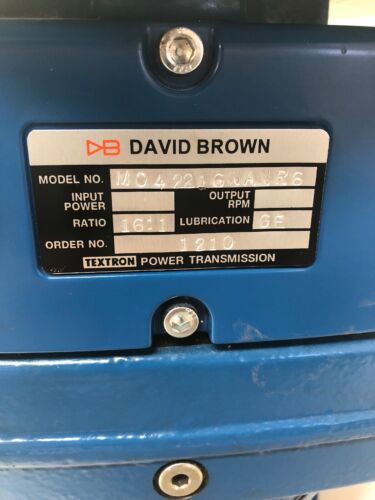 DB DAVID BROWN
MODEL NO.
INPUT POWER OUTPUT RPM
RATIO 16:1 LUBRICATION GE
ORDER NO. 1210
TEXTRON POWER TRANSMISSION